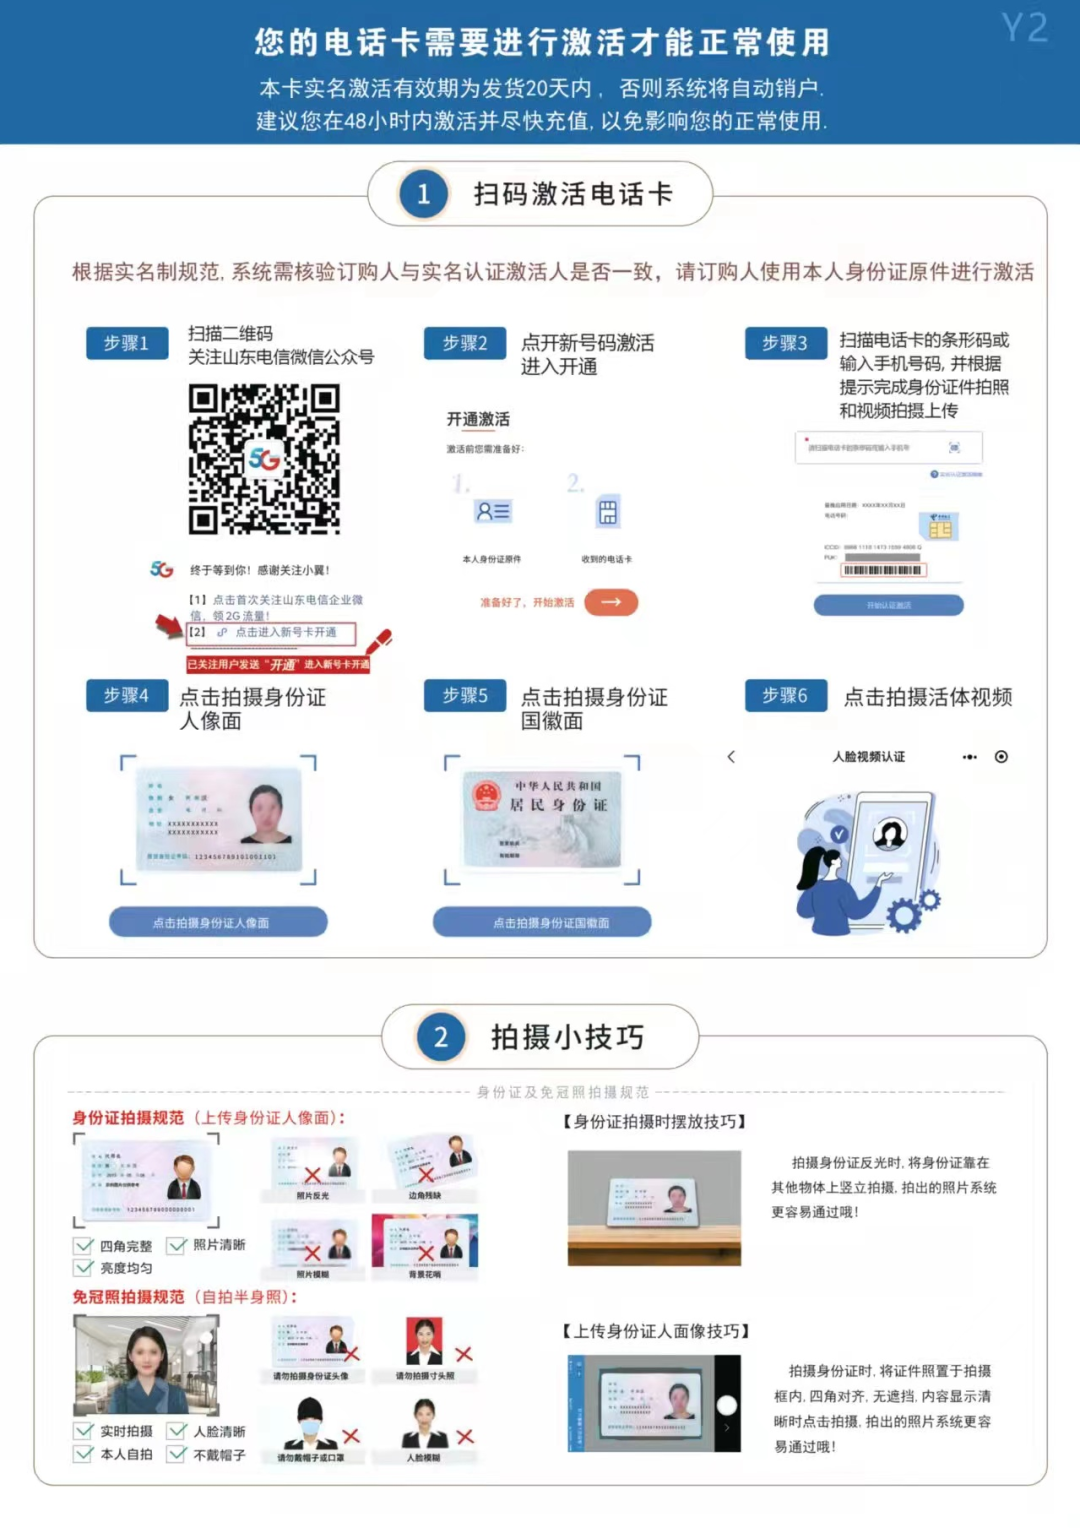 Y2
您的电话卡需要进行激活才能正常使用
本卡实名激活有效期为发货20天内，否则系统将自动销户.
建议您在48小时内激活并尽快充值,以免影响您的正常使用.
1 扫码激活电话卡
根据实名制规范,系统需核验订购人与实名认证激活人是否一致，请订购人使用本人身份证原件进行激活
步骤1
扫描二维码
关注山东电信微信公众号
5G
5G
终于等到你！感谢关注小翼！
【1】点击首次关注山东电信企业微
信，领2G流量！
【2】点击进入新号卡开通
已关注用户发送“开通”进入新号卡开通
步骤2
点开新号码激活
进入开通
开通激活
激活前您需准备好：
1.
2.
本人身份证原件
收到的电话卡
准备好了，开始激活
步骤3
扫描电话卡的条形码或
输入手机号码,并根据
提示完成身份证件拍照
和视频拍摄上传
请扫描电话卡的条形码或输入手机号
XXXX年XX月XX日
PUK:
开始认证激活
步骤4
点击拍摄身份证
人像面
XXXXXXXXXXX
XXXXXXXXXXX
点击拍摄身份证人像面
步骤5
点击拍摄身份证
国徽面
中华人民共和国
居民身份证
点击拍摄身份证国徽面
步骤6
点击拍摄活体视频
人脸视频认证
2 拍摄小技巧
身份证及免冠照拍摄规范
身份证拍摄规范（上传身份证人像面）：
四角完整
照片清晰
亮度均匀
照片反光
边角残缺
照片模糊
背景花哨
免冠照拍摄规范（自拍半身照）：
实时拍摄
人脸清晰
本人自拍
不戴帽子
请勿拍摄身份证头像
请勿拍摄寸头照
请勿戴帽子或口罩
人脸模糊
【身份证拍摄时摆放技巧】
拍摄身份证反光时,将身份证靠在
其他物体上竖立拍摄,拍出的照片系统
更容易通过哦！
【上传身份证人面像技巧】
拍摄身份证时,将证件照置于拍摄
框内,四角对齐,无遮挡,内容显示清
晰时点击拍摄,拍出的照片系统更容
易通过哦！